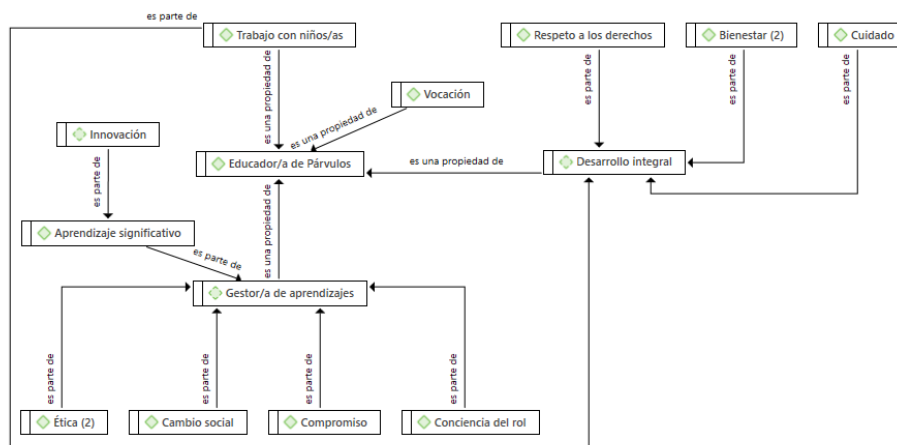 es parte de
es parte de
Trabajo con niños/as
Respeto a los derechos
Bienestar (2)
Cuidado
es una propiedad de
es parte de
es parte de
es parte de
Vocación
es una propiedad de
Innovación
es parte de
Educador/a de Párvulos
es una propiedad de
Desarrollo integral
es una propiedad de
Aprendizaje significativo
es parte de
Gestor/a de aprendizajes
es parte de
es parte de
es parte de
es parte de
Ética (2)
Cambio social
Compromiso
Conciencia del rol